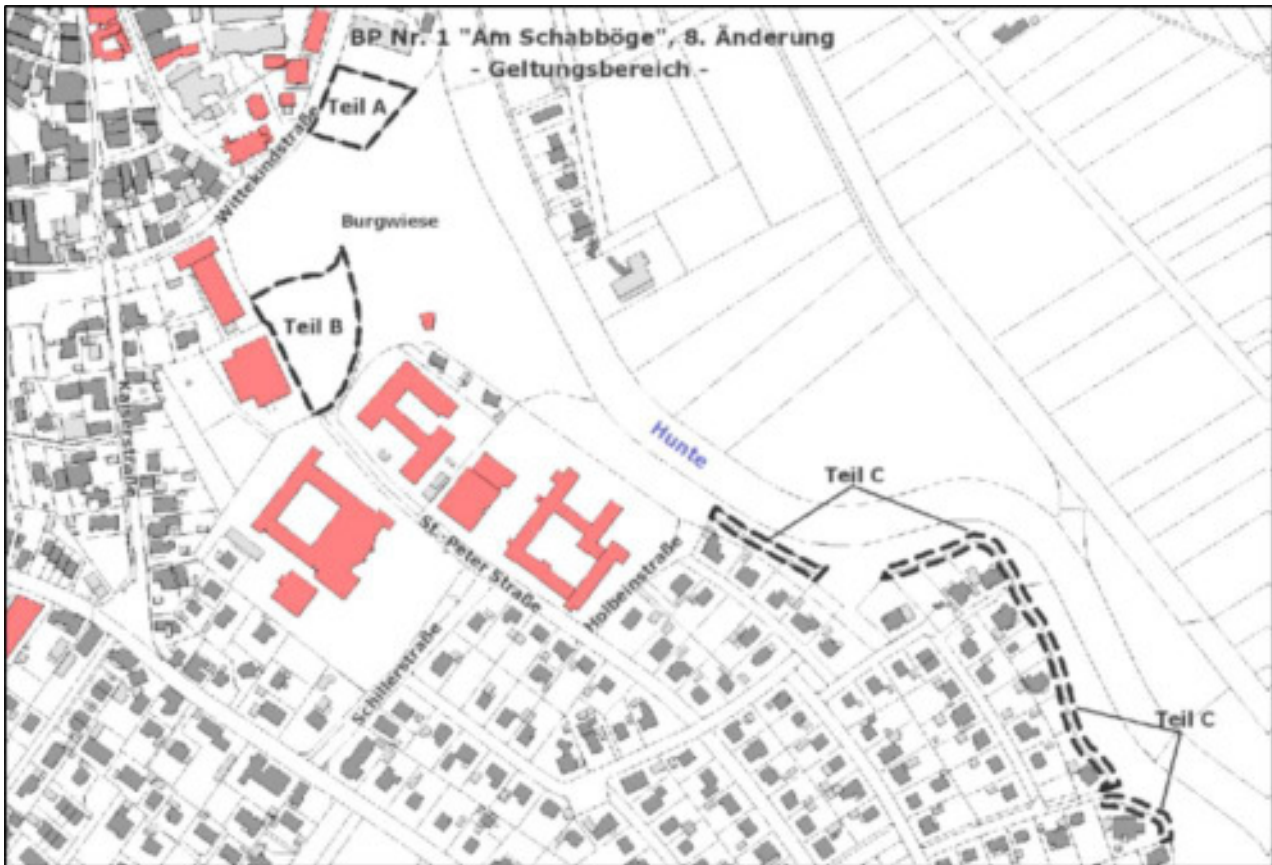 BP Nr. 1 "Am Schabböge", 8. Änderung
- Geltungsbereich -
Teil A
Wittekindstraße
Burgwiese
Teil B
Kaiserstraße
Hunte
Teil C
St.-Peter Straße
Holbeinstraße
Schillerstraße
Teil C